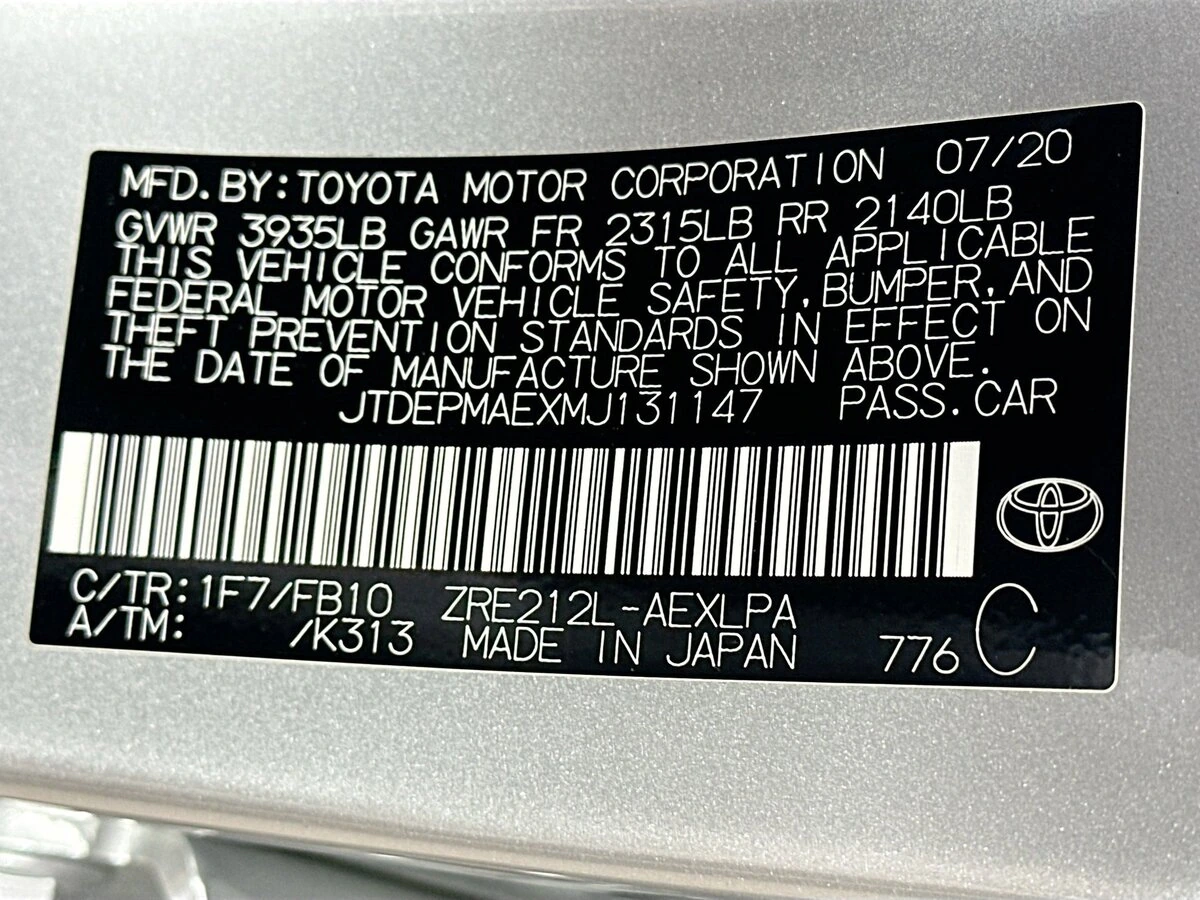 MFD. BY: TOYOTA MOTOR CORPORATION 07/20
GVWR 3935LB GAWR FR 2315LB RR 2140LB
THIS VEHICLE CONFORMS TO ALL APPLICABLE
FEDERAL MOTOR VEHICLE SAFETY, BUMPER, AND
THEFT PREVENTION STANDARDS IN EFFECT ON
THE DATE OF MANUFACTURE SHOWN ABOVE.
JTDEPMAEXMJ131147 PASS. CAR
C/TR: 1F7/FB10 ZRE212L-AEXLPA
A/TM: /K313 MADE IN JAPAN 776 C